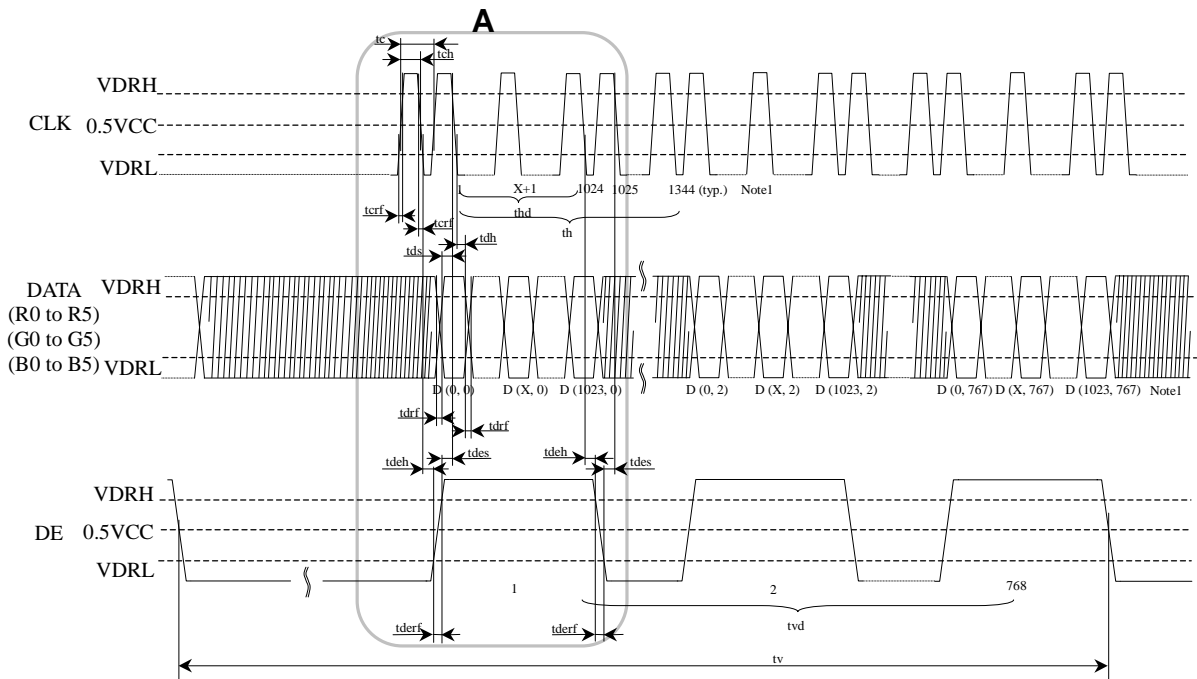 A
tc
tch
VDRH
CLK 0.5VCC
VDRL
1 X+1 1024 1025 1344 (typ.) Note1
thd
th
tcrf
tcrf
tdh
tds
DATA VDRH
(R0 to R5)
(G0 to G5)
(B0 to B5) VDRL
D (0, 0) D (X, 0) D (1023, 0) D (0, 2) D (X, 2) D (1023, 2) D (0, 767) D (X, 767) D (1023, 767) Note1
tdrf
tdrf
tdeh tdes tdeh tdes
VDRH
DE 0.5VCC
VDRL
1 2 768
tvd
tderf tderf
tv